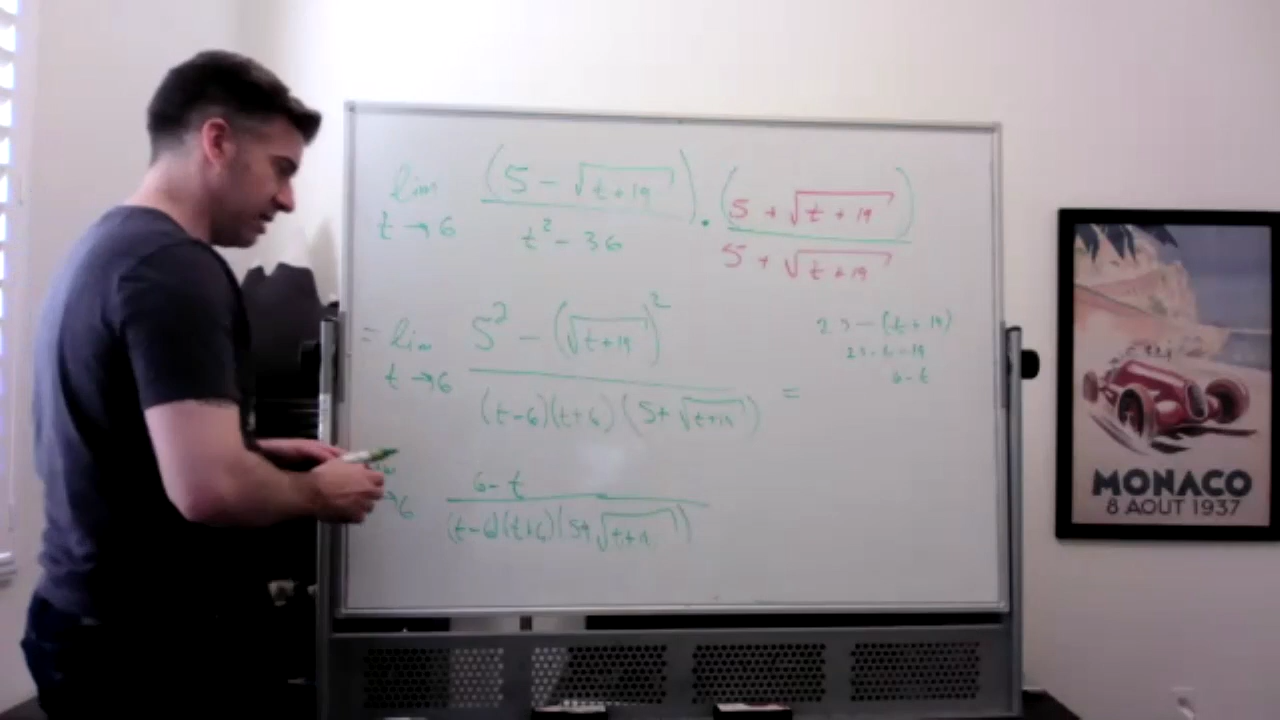 lim (5 - √(t+19)) · (5 + √(t+19))
t → 6 t² - 36 5 + √(t+19)
= lim 5² - (√(t+19))²
t → 6 (t-6)(t+6)(5+√(t+19)) =
25 - (t + 19)
25 - t - 19
6 - t
6 - t
→ 6 (t-6)(t+6)(5+√(t+19))
MONACO
8 AOUT 1937